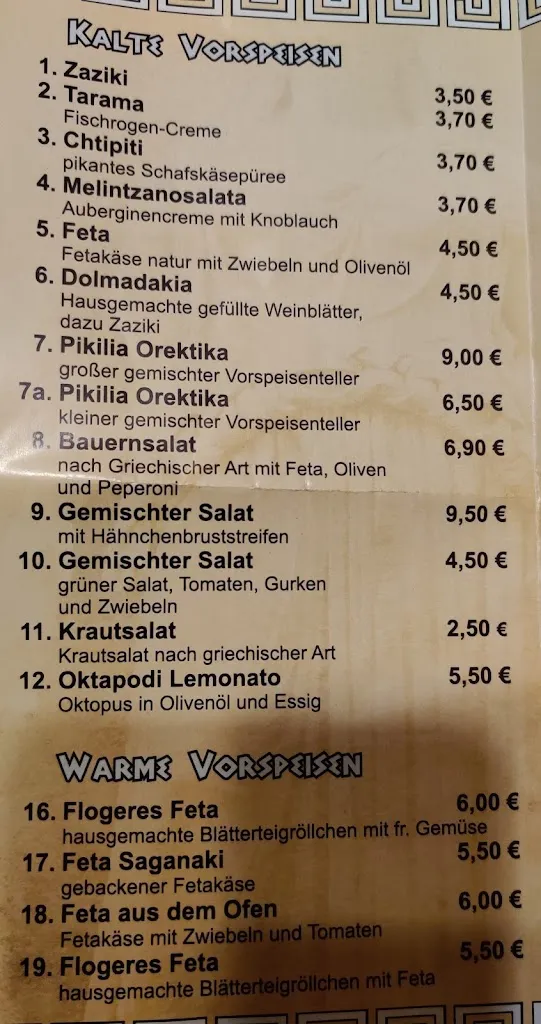 KALTE VORSPEISEN
1. Zaziki 3,50 €
2. Tarama 3,70 €
Fischrogen-Creme
3. Chtipiti 3,70 €
pikantes Schafskäsepüree
4. Melintzanosalata 3,70 €
Auberginencreme mit Knoblauch
5. Feta 4,50 €
Fetakäse natur mit Zwiebeln und Olivenöl
6. Dolmadakia 4,50 €
Hausgemachte gefüllte Weinblätter,
dazu Zaziki
7. Pikilia Orektika 9,00 €
großer gemischter Vorspeisenteller
7a. Pikilia Orektika 6,50 €
kleiner gemischter Vorspeisenteller
8. Bauernsalat 6,90 €
nach Griechischer Art mit Feta, Oliven
und Peperoni
9. Gemischter Salat 9,50 €
mit Hähnchenbruststreifen
10. Gemischter Salat 4,50 €
grüner Salat, Tomaten, Gurken
und Zwiebeln
11. Krautsalat 2,50 €
Krautsalat nach griechischer Art
12. Oktapodi Lemonato 5,50 €
Oktopus in Olivenöl und Essig
WARME VORSPEISEN
16. Flogeres Feta 6,00 €
hausgemachte Blätterteigröllchen mit fr. Gemüse
17. Feta Saganaki 5,50 €
gebackener Fetakäse
18. Feta aus dem Ofen 6,00 €
Fetakäse mit Zwiebeln und Tomaten
19. Flogeres Feta 5,50 €
hausgemachte Blätterteigröllchen mit Feta